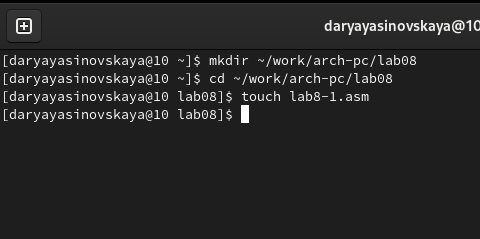 daryayasinovskaya@10
[daryayasinovskaya@10 ~]$ mkdir ~/work/arch-pc/lab08
[daryayasinovskaya@10 ~]$ cd ~/work/arch-pc/lab08
[daryayasinovskaya@10 lab08]$ touch lab8-1.asm
[daryayasinovskaya@10 lab08]$